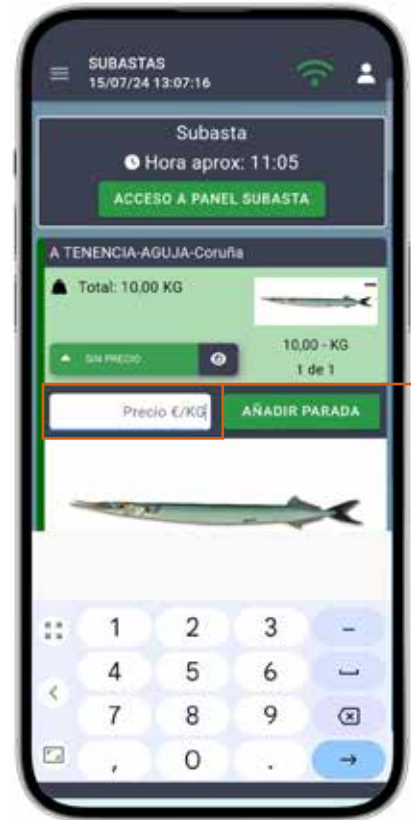 SUBASTAS
15/07/24 13:07:16
Subasta
Hora aprox: 11:05
ACCESO A PANEL SUBASTA
A TENENCIA-AGUJA-Coruña
Total: 10,00 KG
SIN PRECIO
10,00 - KG
1 de 1
Precio €/KG
AÑADIR PARADA
1 2 3 -
4 5 6
7 8 9
, 0 .